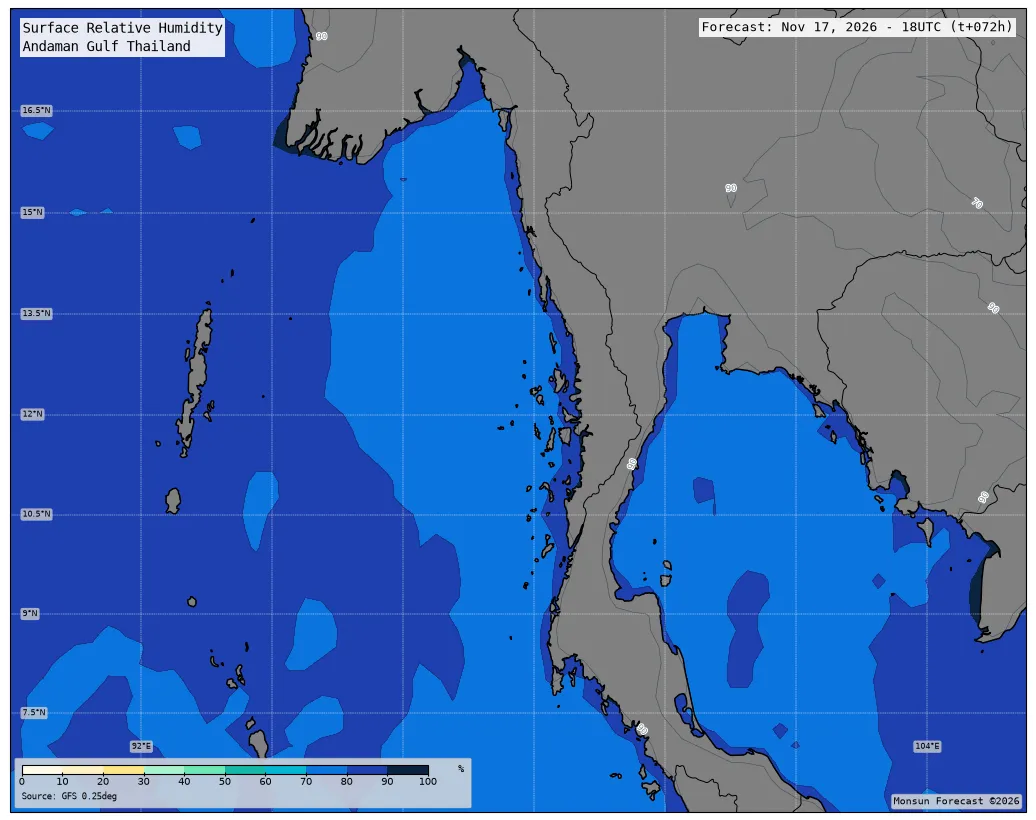 Surface Relative Humidity
Andaman Gulf Thailand
Forecast: Nov 17, 2026 - 18UTC (t+072h)
90
16.5°N
90
70
15°N
13.5°N
90
12°N
90
90
10.5°N
9°N
7.5°N
90
92°E
104°E
%
0 10 20 30 40 50 60 70 80 90 100
Source: GFS 0.25deg
Monsun Forecast ©2026